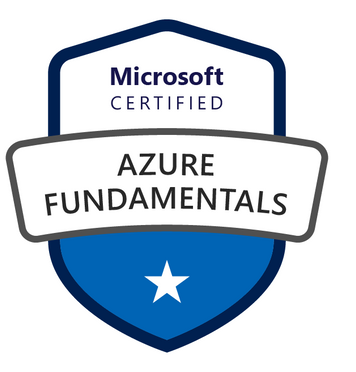 Microsoft
CERTIFIED
AZURE
FUNDAMENTALS